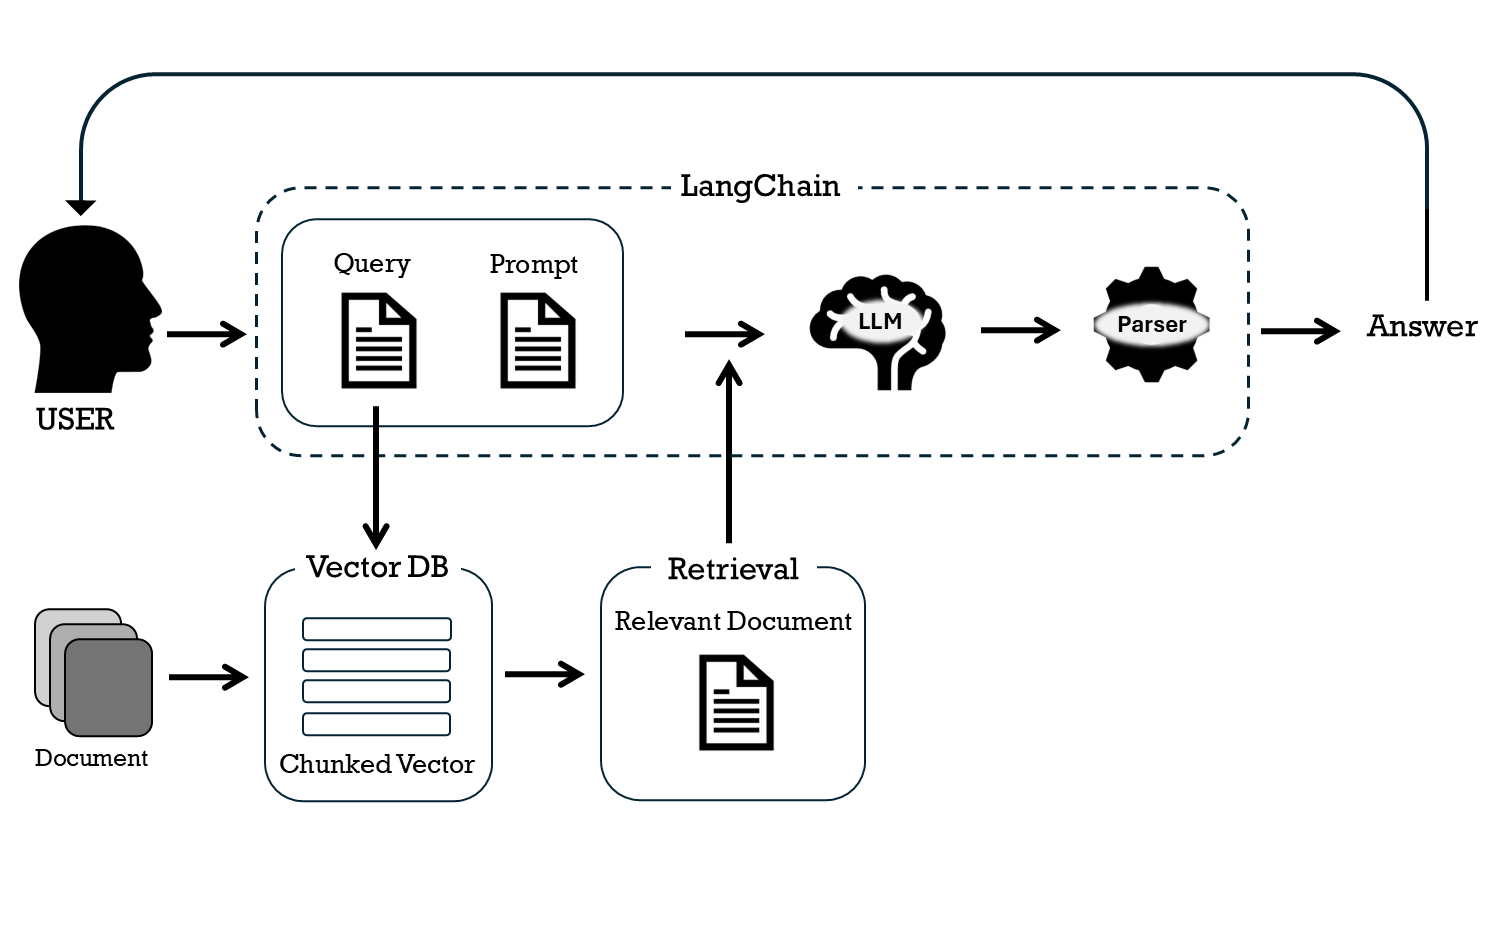 LangChain
Query
Prompt
LLM
Parser
Answer
USER
Vector DB
Retrieval
Relevant Document
Document
Chunked Vector